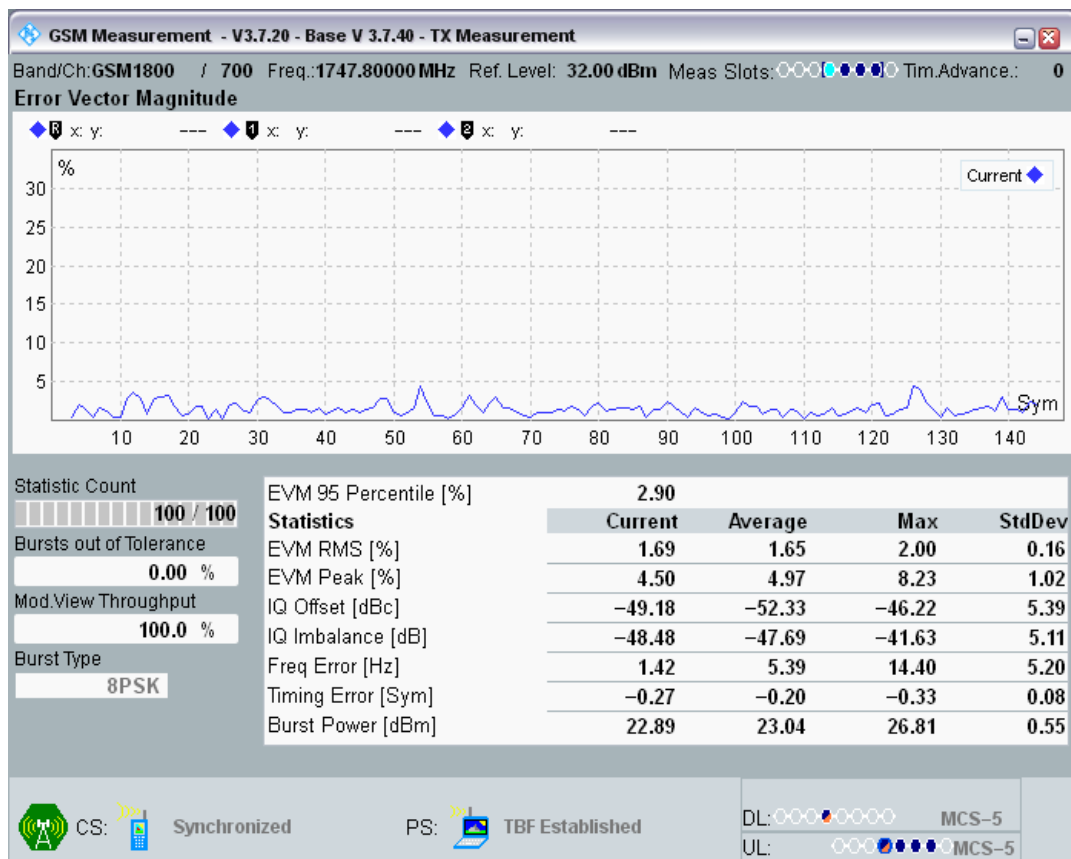 GSM Measurement - V3.7.20 - Base V 3.7.40 - TX Measurement
Band/Ch:GSM1800 / 700 Freq.:1747.80000 MHz Ref. Level: 32.00 dBm Meas Slots: Tim.Advance.: 0
Error Vector Magnitude
R x: y: --- 1 x: y: --- 2 x: y: ---
%
Current
30
25
20
15
10
5
Sym
10 20 30 40 50 60 70 80 90 100 110 120 130 140
Statistic Count
100 / 100
Bursts out of Tolerance
0.00 %
Mod.View Throughput
100.0 %
Burst Type
8PSK
EVM 95 Percentile [%] 2.90
Statistics Current Average Max StdDev
EVM RMS [%] 1.69 1.65 2.00 0.16
EVM Peak [%] 4.50 4.97 8.23 1.02
IQ Offset [dBc] −49.18 −52.33 −46.22 5.39
IQ Imbalance [dB] −48.48 −47.69 −41.63 5.11
Freq Error [Hz] 1.42 5.39 14.40 5.20
Timing Error [Sym] −0.27 −0.20 −0.33 0.08
Burst Power [dBm] 22.89 23.04 26.81 0.55
CS: Synchronized PS: TBF Established
DL: MCS−5
UL: MCS−5